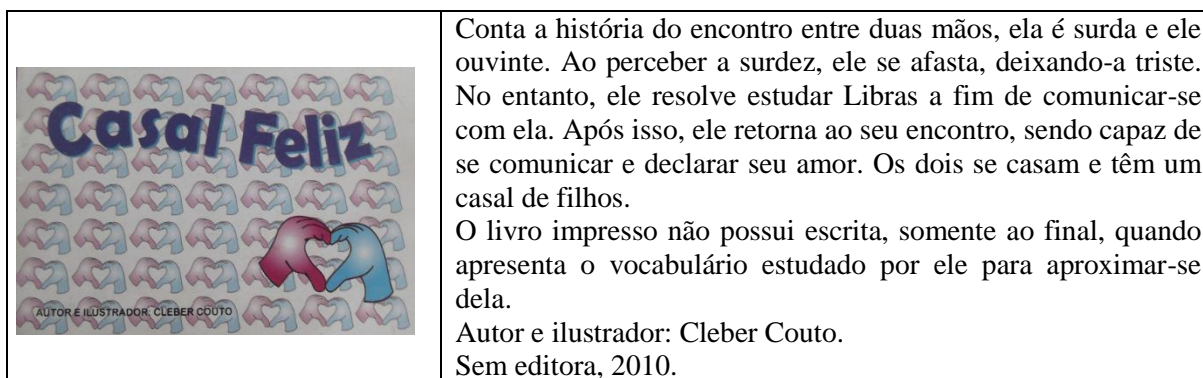 Casal Feliz
AUTOR E ILUSTRADOR: CLEBER COUTO
Conta a história do encontro entre duas mãos, ela é surda e ele
ouvinte. Ao perceber a surdez, ele se afasta, deixando-a triste.
No entanto, ele resolve estudar Libras a fim de comunicar-se
com ela. Após isso, ele retorna ao seu encontro, sendo capaz de
se comunicar e declarar seu amor. Os dois se casam e têm um
casal de filhos.
O livro impresso não possui escrita, somente ao final, quando
apresenta o vocabulário estudado por ele para aproximar-se
dela.
Autor e ilustrador: Cleber Couto.
Sem editora, 2010.